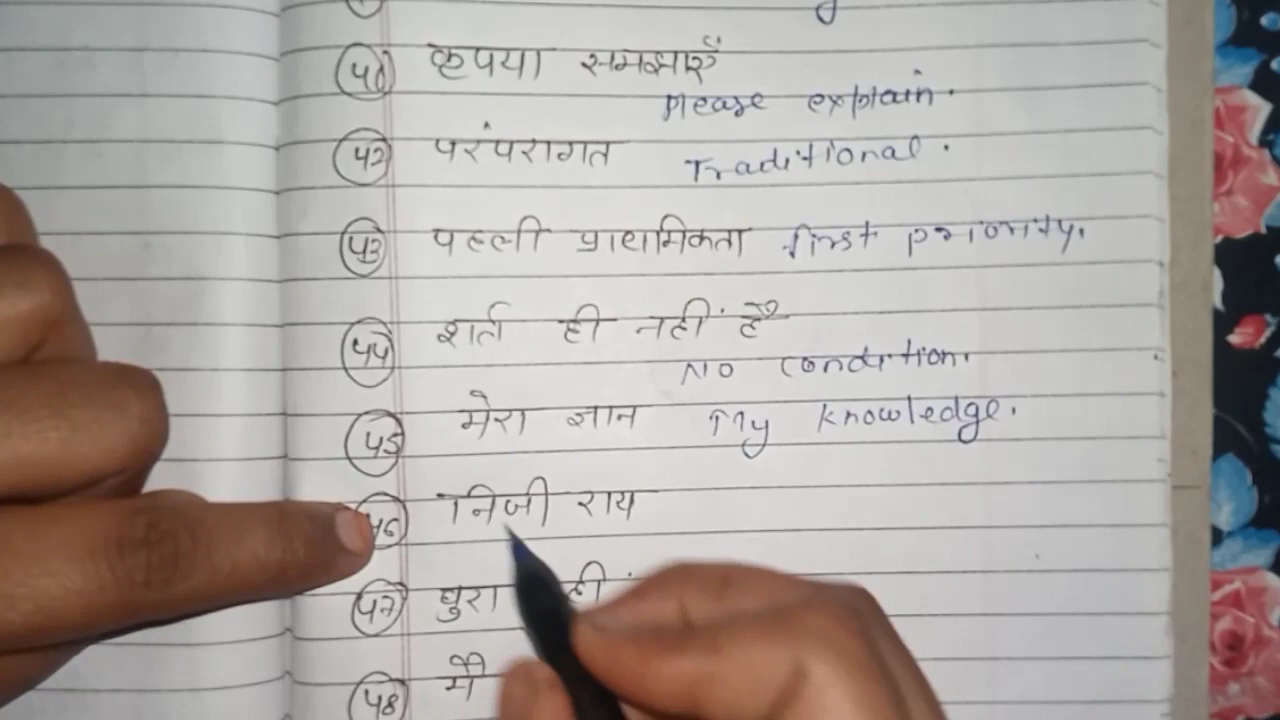 41 कृपया समझाएँ
please explain.
42 परंपरागत Traditional.
43 पहली प्राथमिकता first priority.
44 शर्त ही नहीं है
No condition.
45 मेरा ज्ञान My knowledge.
46 निजी राय
47
48 मैं